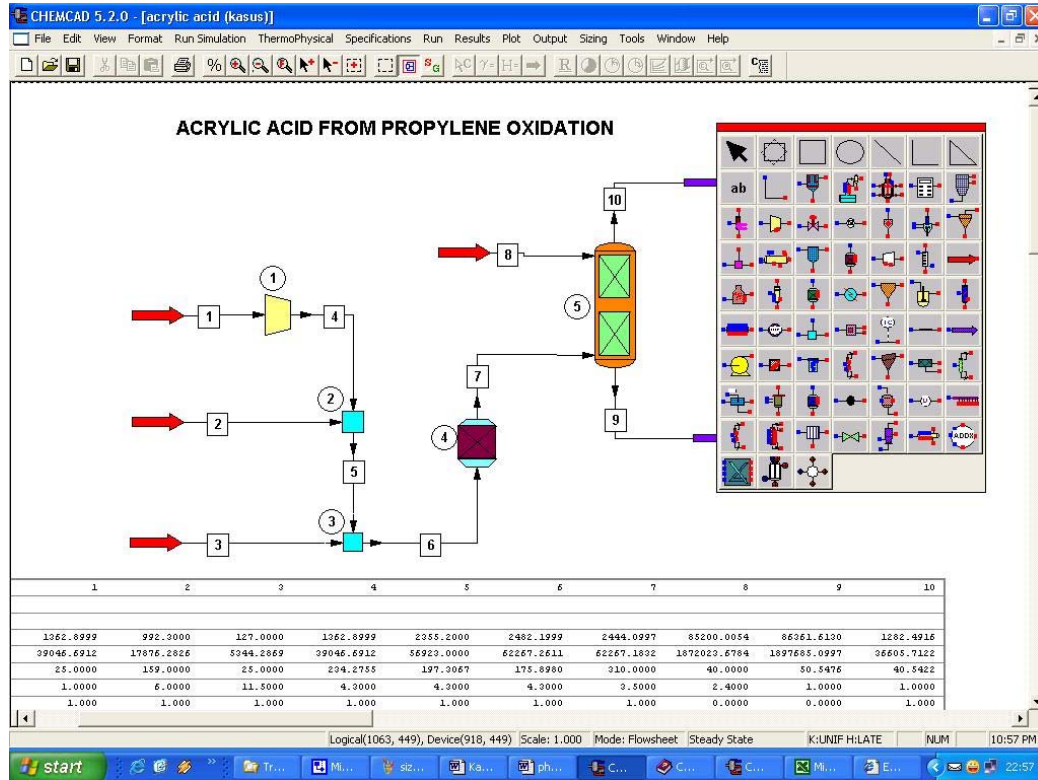 CHEMCAD 5.2.0 - [acrylic acid (kasus)]
File Edit View Format Run Simulation ThermoPhysical Specifications Run Results Plot Output Sizing Tools Window Help
ACRYLIC ACID FROM PROPYLENE OXIDATION
10
ab
8
1
5
1 4
7
2
2
9
4
5
3
3 6
ADDX
1 2 3 4 5 6 7 8 9 10
1362.8999 992.3000 127.0000 1362.8999 2355.2000 2482.1999 2444.0997 85200.0054 86361.6130 1282.4916
39046.6912 17876.2826 5344.2869 39046.6912 56923.0000 62267.2611 62267.1832 1872023.6784 1897685.0997 36605.7122
25.0000 159.0000 25.0000 234.2755 197.3067 175.8980 310.0000 40.0000 50.5476 40.5422
1.0000 6.0000 11.5000 4.3000 4.3000 4.3000 3.5000 2.4000 1.0000 1.0000
1.000 1.000 1.000 1.000 1.000 1.000 1.000 0.0000 0.0000 1.000
Logical(1063, 449), Device(918, 449) Scale: 1.000 Mode: Flowsheet Steady State K:UNIF H:LATE NUM 10:57 PM
start Tr... Mi... siz... Ka... ph... C... C... C... Mi... E... 22:57